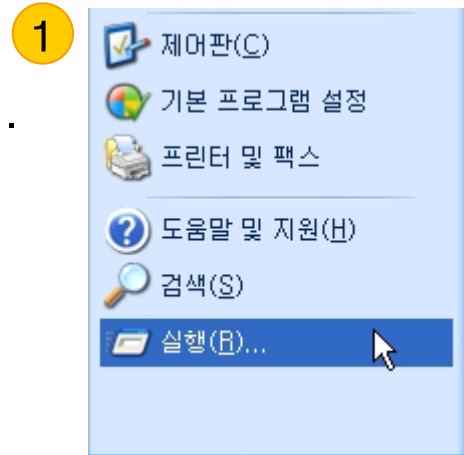 1
제어판(C)
기본 프로그램 설정
.
프린터 및 팩스
도움말 및 지원(H)
검색(S)
실행(R)...